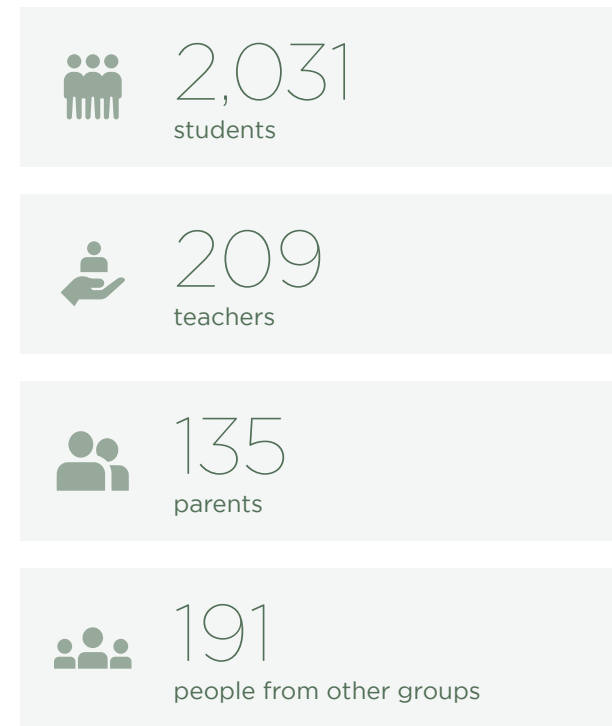 2,031
students
209
teachers
135
parents
191
people from other groups